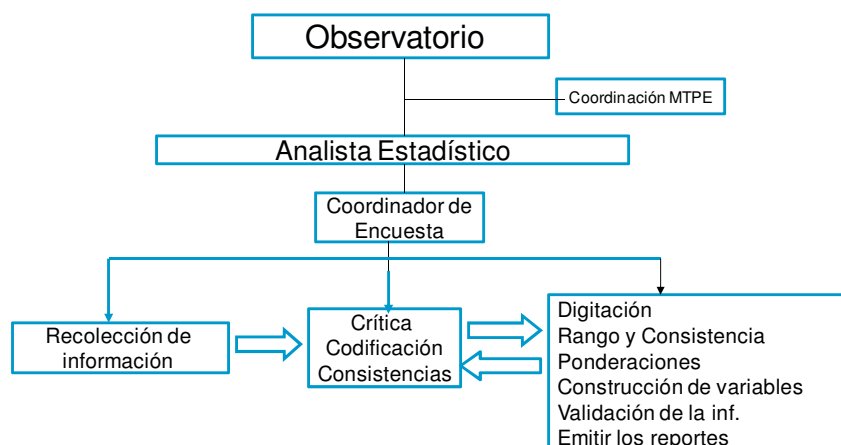 Observatorio
Coordinación MTPE
Analista Estadístico
Coordinador de
Encuesta
Recolección de
información
Crítica
Codificación
Consistencias
Digitación
Rango y Consistencia
Ponderaciones
Construcción de variables
Validación de la inf.
Emitir los reportes